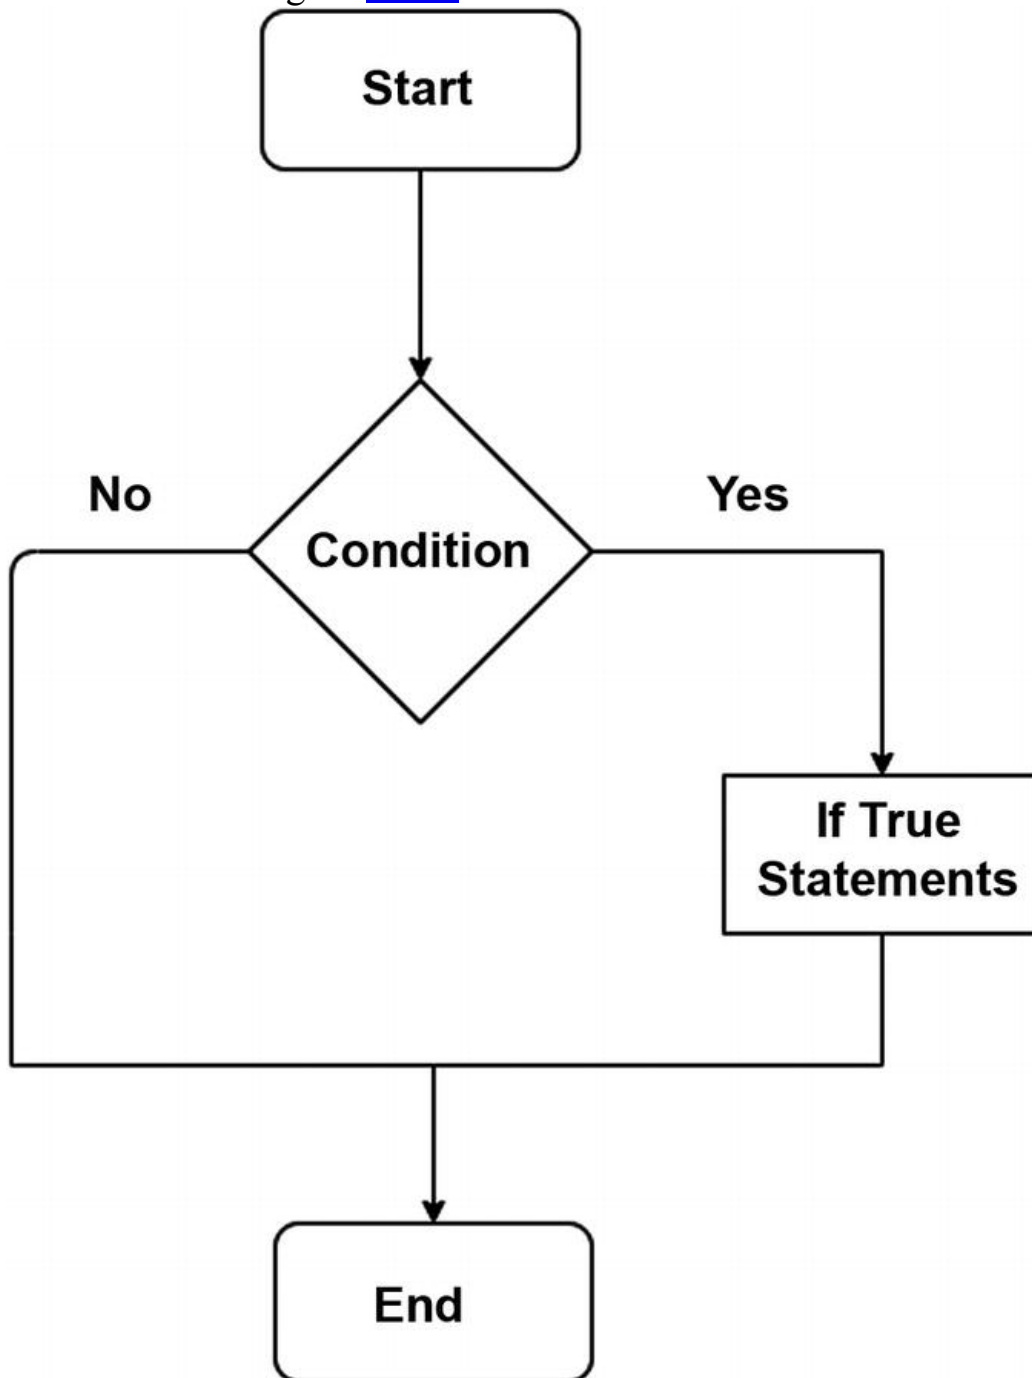 Start
No
Yes
Condition
If True
Statements
End